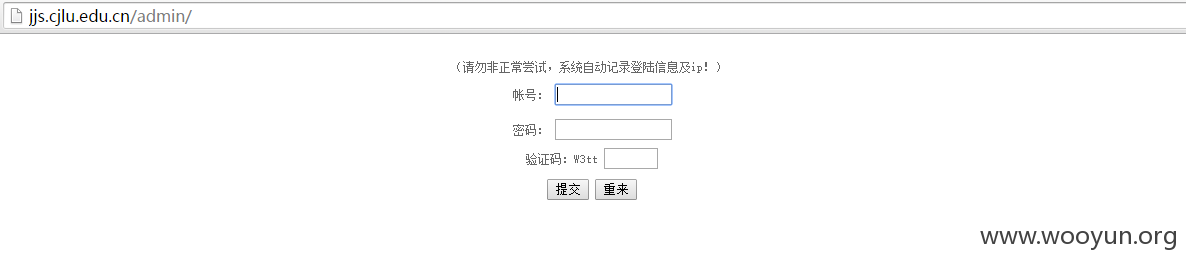 jjs.cjlu.edu.cn/admin/
（请勿非正常尝试，系统自动记录登陆信息及ip！）
帐号：
密码：
验证码：W3tt
提交 重来
www.wooyun.org